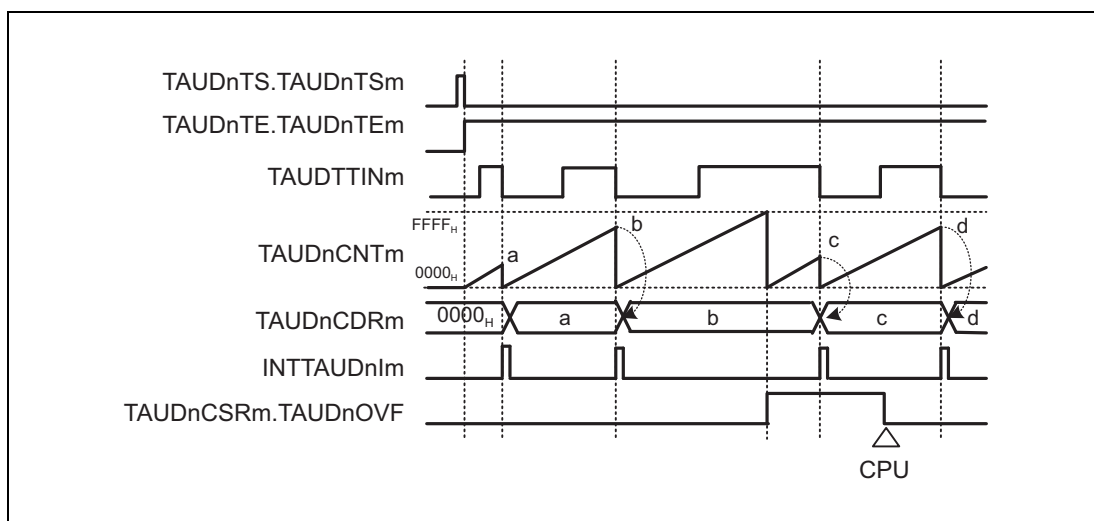 TAUDnTS.TAUDnTSm
TAUDnTE.TAUDnTEm
TAUDTTINm
FFFFH
TAUDnCNTm
0000H
a
b
c
d
TAUDnCDRm
0000H
a
b
c
d
INTTAUDnIm
TAUDnCSRm.TAUDnOVF
CPU